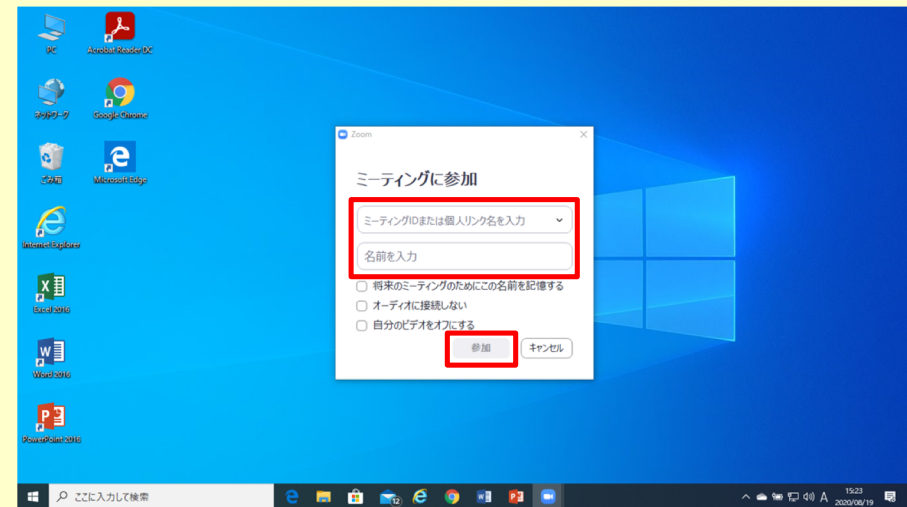 PC
Acrobat Reader DC
ネットワーク
Google Chrome
ごみ箱
Microsoft Edge
Internet Explorer
Excel 2016
Word 2016
PowerPoint 2016
Zoom
ミーティングに参加
ミーティングIDまたは個人リンク名を入力
名前を入力
将来のミーティングのためにこの名前を記憶する
オーディオに接続しない
自分のビデオをオフにする
参加
キャンセル
ここに入力して検索
12
A
15:23
2020/08/19